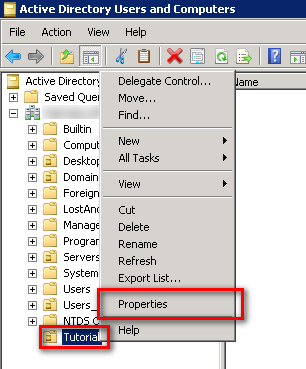 Active Directory Users and Computers
File Action View Help
Active Directory
Name
Saved Que
Builtin
Compu
Desktop
Domain
Foreign
LostAnd
Manage
Program
Servers
System
Users
Users_
NTDS Q
Tutorial
Delegate Control...
Move...
Find...
New
All Tasks
View
Cut
Delete
Rename
Refresh
Export List...
Properties
Help